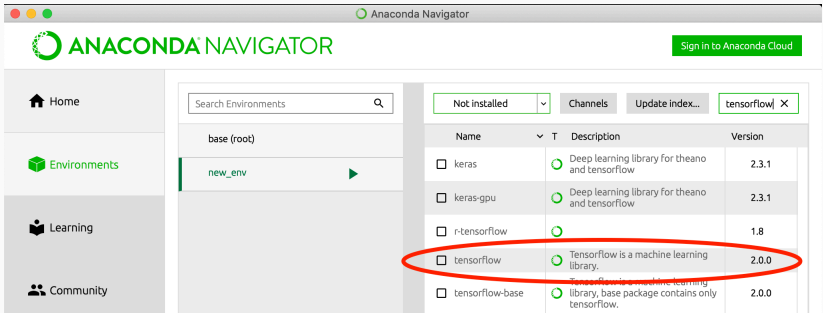 Anaconda Navigator
ANACONDA NAVIGATOR
Sign in to Anaconda Cloud
Home
Environments
Learning
Community
Search Environments
base (root)
new_env
Not installed
Channels
Update index...
tensorflow
Name T Description Version
keras Deep learning library for theano and tensorflow 2.3.1
keras-gpu Deep learning library for theano and tensorflow 2.3.1
r-tensorflow 1.8
tensorflow Tensorflow is a machine learning library. 2.0.0
tensorflow-base Tensorflow is a machine learning library, base package contains only tensorflow. 2.0.0